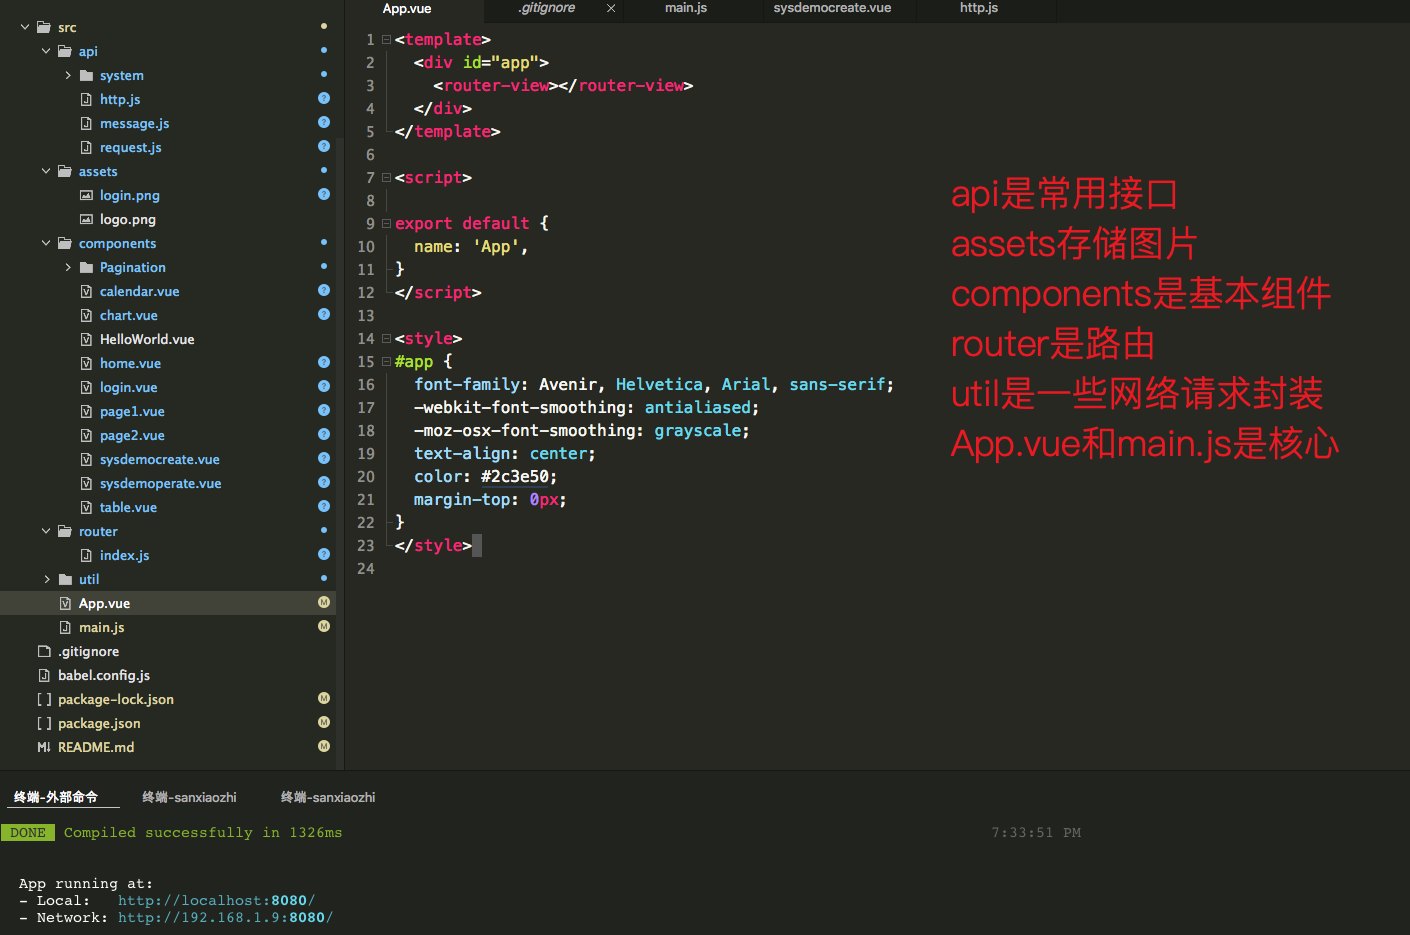 App.vue
.gitignore
main.js
sysdemocreate.vue
http.js
src
api
system
http.js
message.js
request.js
assets
login.png
logo.png
components
Pagination
calendar.vue
chart.vue
HelloWorld.vue
home.vue
login.vue
page1.vue
page2.vue
sysdemocreate.vue
sysdemoperate.vue
table.vue
router
index.js
util
App.vue
M
main.js
M
.gitignore
babel.config.js
package-lock.json
M
package.json
M
README.md
M
1 <template>
2 <div id="app">
3 <router-view></router-view>
4 </div>
5 </template>
6
7 <script>
8
9 export default {
10 name: 'App',
11 }
12 </script>
13
14 <style>
15 #app {
16 font-family: Avenir, Helvetica, Arial, sans-serif;
17 -webkit-font-smoothing: antialiased;
18 -moz-osx-font-smoothing: grayscale;
19 text-align: center;
20 color: #2c3e50;
21 margin-top: 0px;
22 }
23 </style>
24
api是常用接口
assets存储图片
components是基本组件
router是路由
util是一些网络请求封装
App.vue和main.js是核心
终端-外部命令
终端-sanxiaozhi
终端-sanxiaozhi
DONE Compiled successfully in 1326ms
7:33:51 PM
App running at:
- Local: http://localhost:8080/
- Network: http://192.168.1.9:8080/